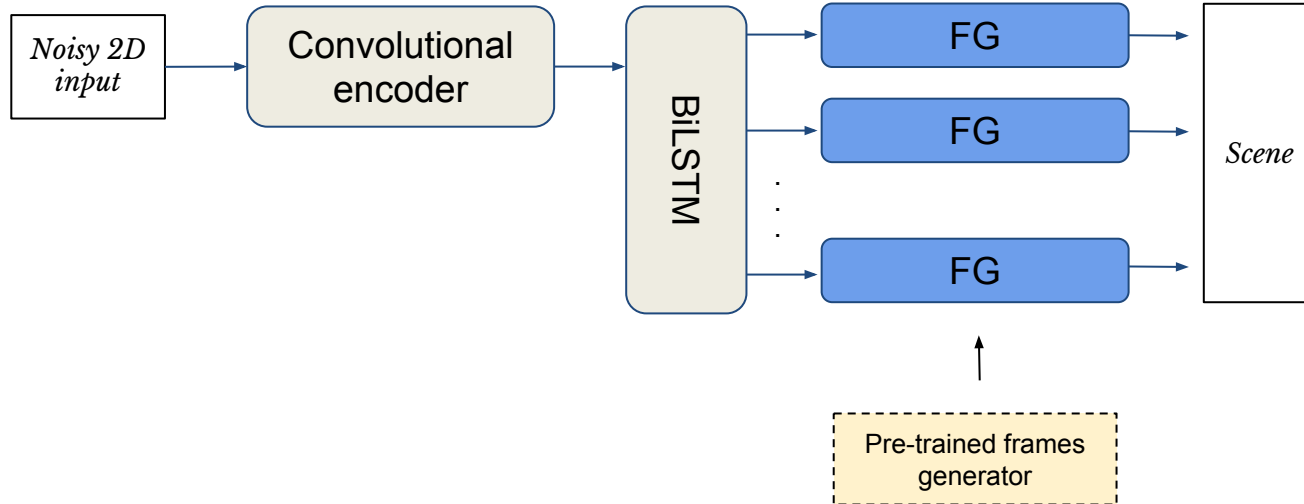 Noisy 2D
input
Convolutional
encoder
BiLSTM
FG
FG
.
.
.
FG
Scene
Pre-trained frames
generator